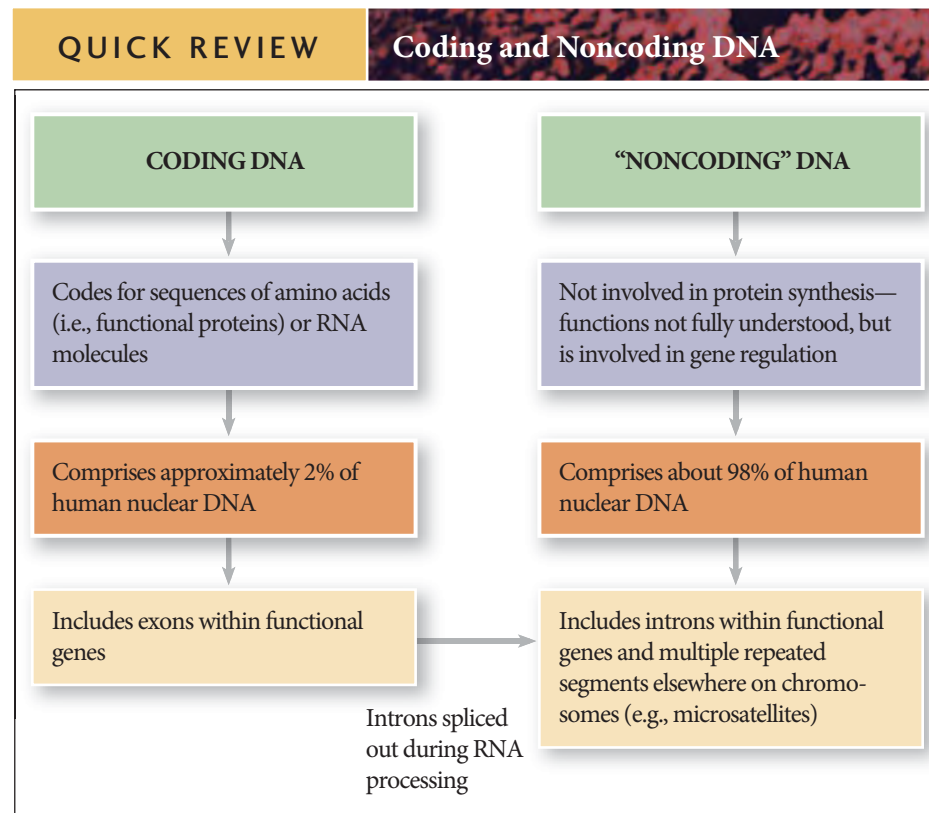 QUICK REVIEW
Coding and Noncoding DNA
CODING DNA
Codes for sequences of amino acids
(i.e., functional proteins) or RNA
molecules
Comprises approximately 2% of
human nuclear DNA
Includes exons within functional
genes
Introns spliced
out during RNA
processing
“NONCODING” DNA
Not involved in protein synthesis—
functions not fully understood, but
is involved in gene regulation
Comprises about 98% of human
nuclear DNA
Includes introns within functional
genes and multiple repeated
segments elsewhere on chromo-
somes (e.g., microsatellites)